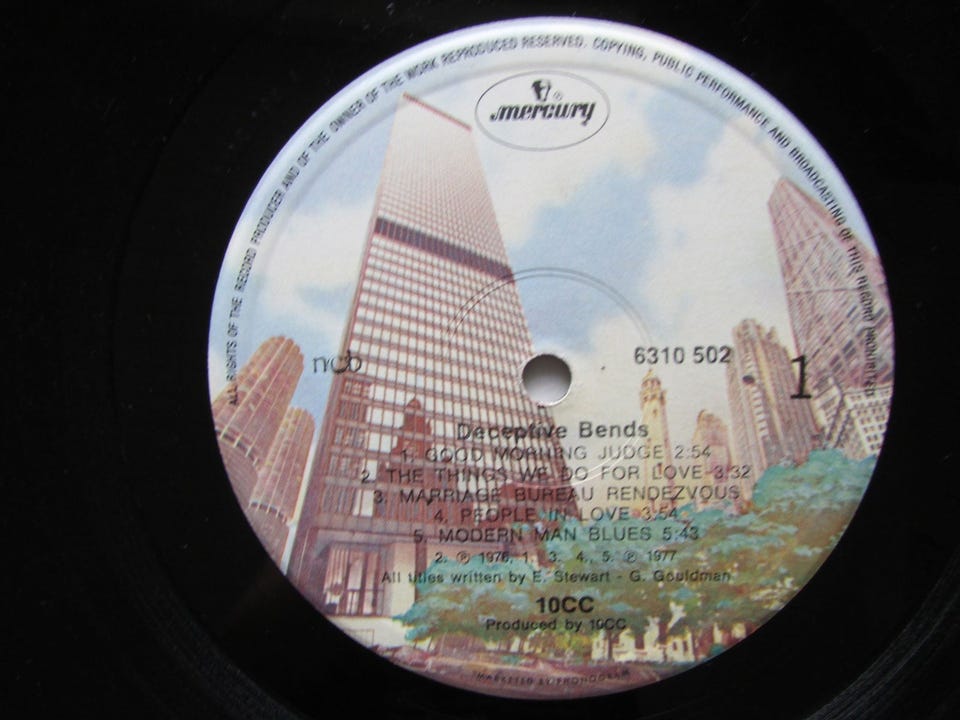 ALL RIGHTS OF THE RECORD PRODUCER AND OF THE OWNER OF THE WORK REPRODUCED RESERVED. COPYING, PUBLIC PERFORMANCE AND BROADCASTING OF THIS RECORD PROHIBITED
mercury ®
ncb
6310 502
1
Deceptive Bends
1. GOOD MORNING JUDGE 2:54
2. THE THINGS WE DO FOR LOVE 3:32
3. MARRIAGE BUREAU RENDEZVOUS
4. PEOPLE IN LOVE 3:54
5. MODERN MAN BLUES 5:43
2. ℗ 1976, 1, 3, 4, 5. ℗ 1977
All titles written by E. Stewart - G. Gouldman
10CC
Produced by 10CC
MARKETED BY PHONOGRAM